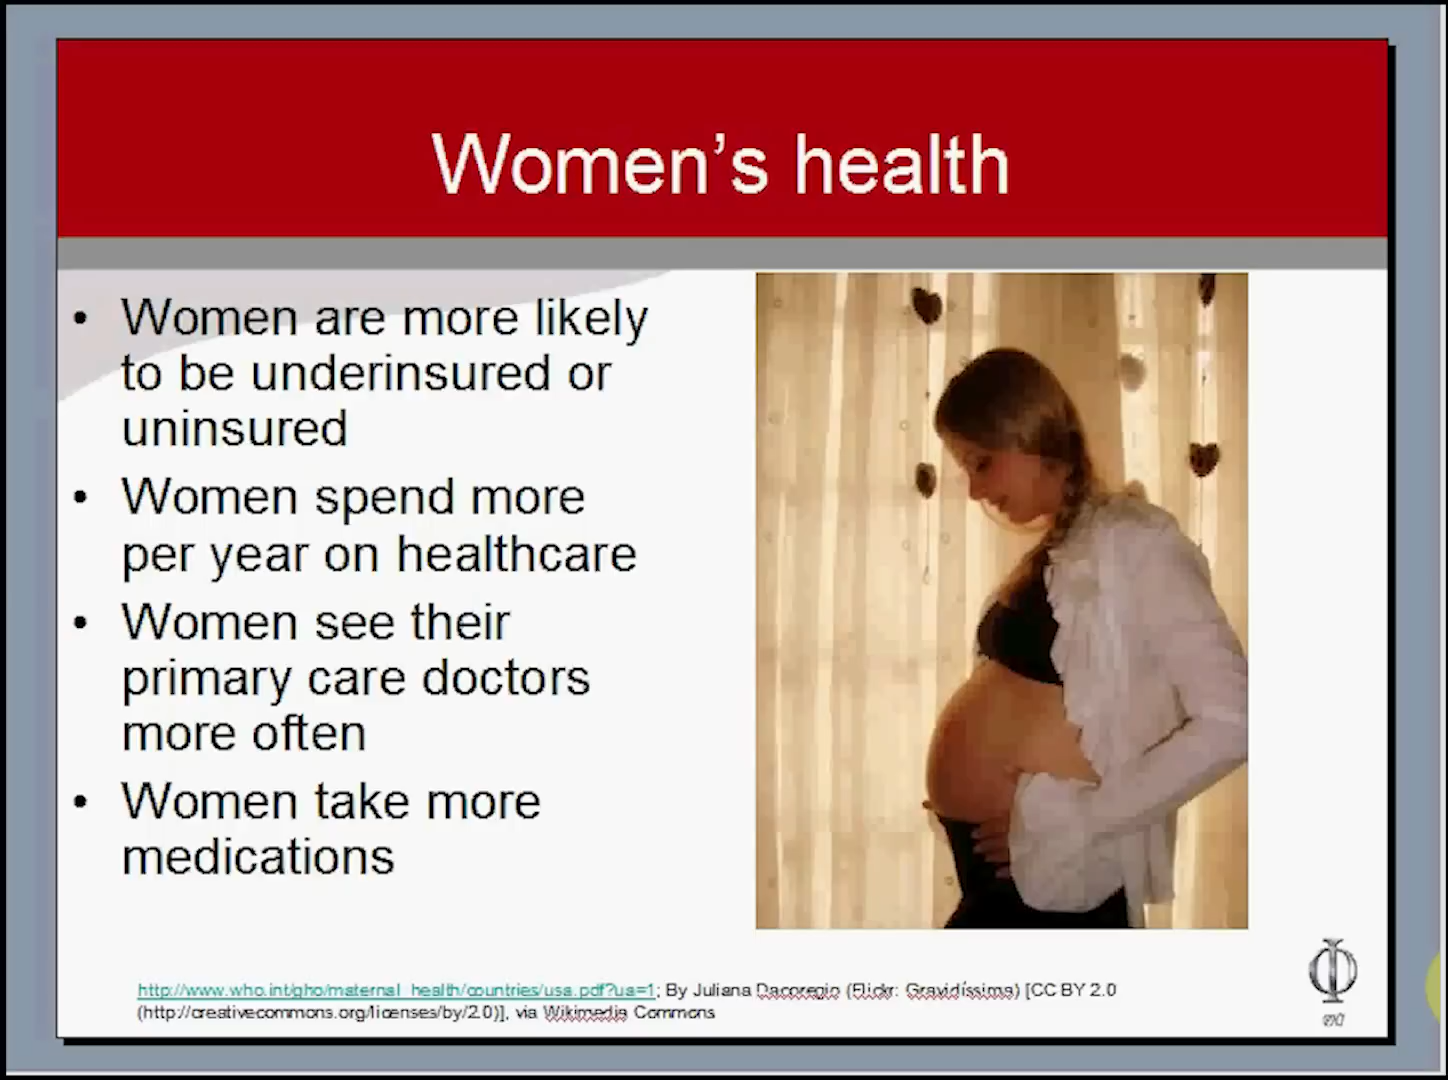 Women's health
• Women are more likely
to be underinsured or
uninsured
• Women spend more
per year on healthcare
• Women see their
primary care doctors
more often
• Women take more
medications
http://www.who.int/gho/maternal_health/countries/usa.pdf?ua=1; By Juliana Dacoregio (Flickr: Gravidíssima) [CC BY 2.0
(http://creativecommons.org/licenses/by/2.0)], via Wikimedia Commons